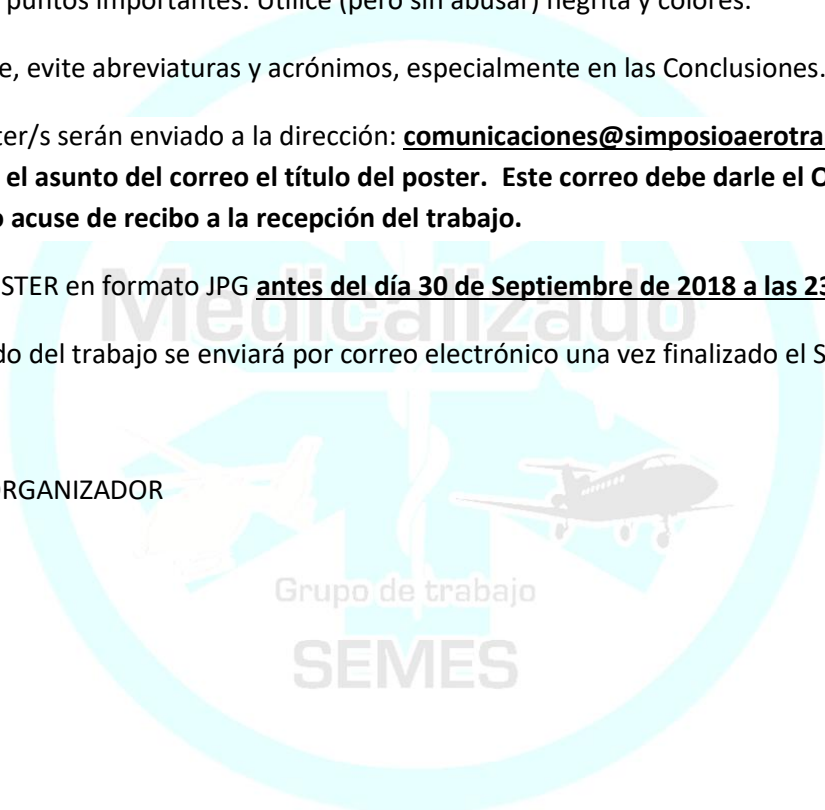 puntos importantes. Utilice (pero sin abusar) negrita y colores.
e, evite abreviaturas y acrónimos, especialmente en las Conclusiones.
ter/s serán enviado a la dirección: comunicaciones@simposioaerotra
el asunto del correo el título del poster. Este correo debe darle el
o acuse de recibo a la recepción del trabajo.
STER en formato JPG antes del día 30 de Septiembre de 2018 a las 23
Medicalizado
do del trabajo se enviará por correo electrónico una vez finalizado el S
RGANIZADOR
Grupo de trabajo
SEMES